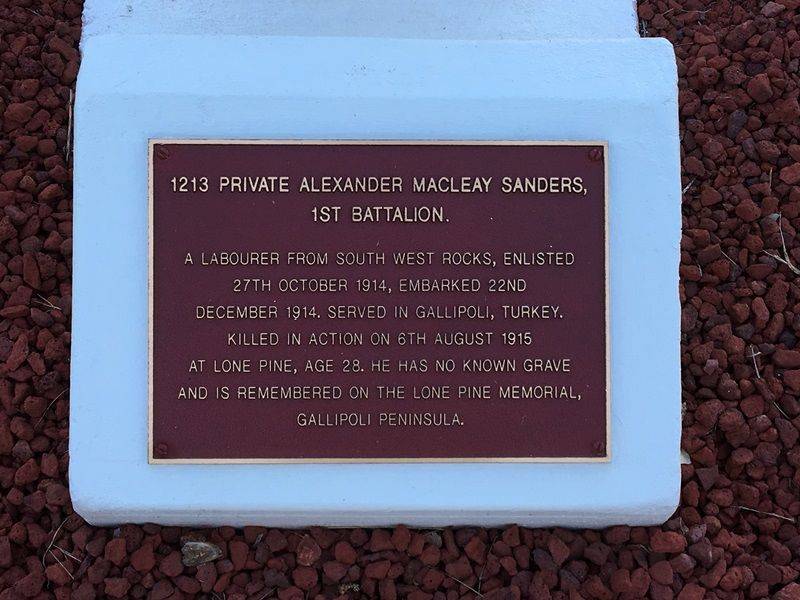 1213 PRIVATE ALEXANDER MACLEAY SANDERS,
1ST BATTALION.
A LABOURER FROM SOUTH WEST ROCKS, ENLISTED
27TH OCTOBER 1914, EMBARKED 22ND
DECEMBER 1914. SERVED IN GALLIPOLI, TURKEY.
KILLED IN ACTION ON 6TH AUGUST 1915
AT LONE PINE, AGE 28. HE HAS NO KNOWN GRAVE
AND IS REMEMBERED ON THE LONE PINE MEMORIAL,
GALLIPOLI PENINSULA.